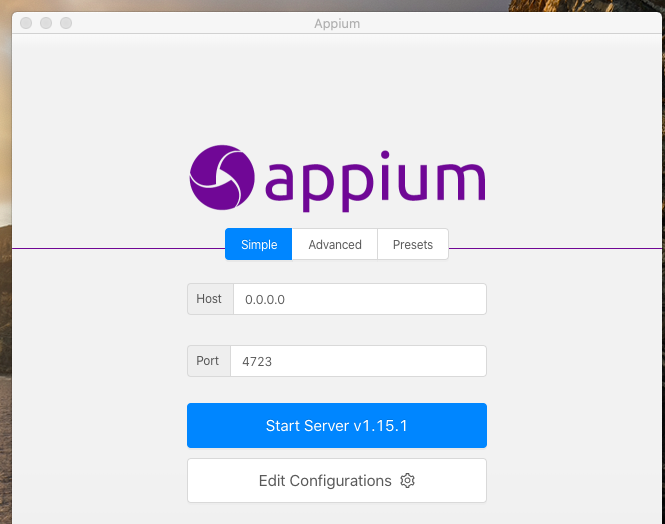 Appium
appium
Simple Advanced Presets
Host 0.0.0.0
Port 4723
Start Server v1.15.1
Edit Configurations